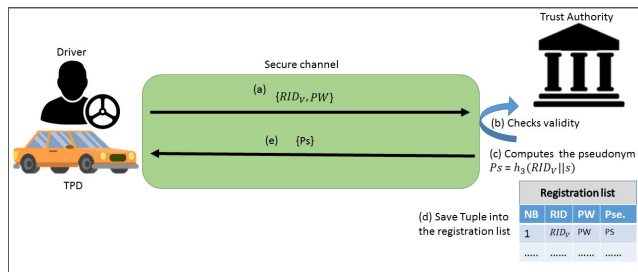 Trust Authority
Driver
Secure channel
(a) {RID_V, PW}
(b) Checks validity
(e) {Ps}
(c) Computes the pseudonym
Ps = h_3(RID_V||s)
TPD
(d) Save Tuple into
the registration list
Registration list
NB RID PW Pse.
1 RID_V PW PS
..... ...... ...... ......